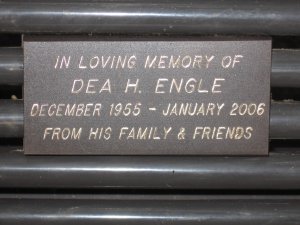 IN LOVING MEMORY OF
DEA H. ENGLE
DECEMBER 1955 - JANUARY 2006
FROM HIS FAMILY & FRIENDS